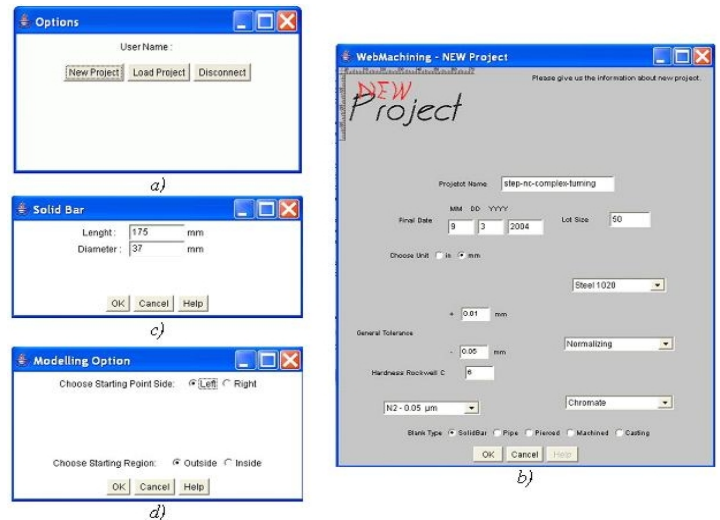 Options
User Name :
New Project Load Project Disconnect
a)
Solid Bar
Lenght : 175 mm
Diameter : 37 mm
OK Cancel Help
c)
Modelling Option
Choose Starting Point Side: Left Right
Choose Starting Region: Outside Inside
OK Cancel Help
d)
WebMachining - NEW Project
Please give us the information about new project.
NEW
Project
Projetct Name step-nc-complex-turning
MM DD YYYY
Final Date 9 3 2004 Lot Size 50
Choose Unit in mm
Steel 1020
+ 0.01 mm
General Tolerance
- 0.05 mm
Normalizing
Hardness Rockwell C 6
N2 - 0.05 µm
Chromate
Blank Type SolidBar Pipe Pierced Machined Casting
OK Cancel Help
b)